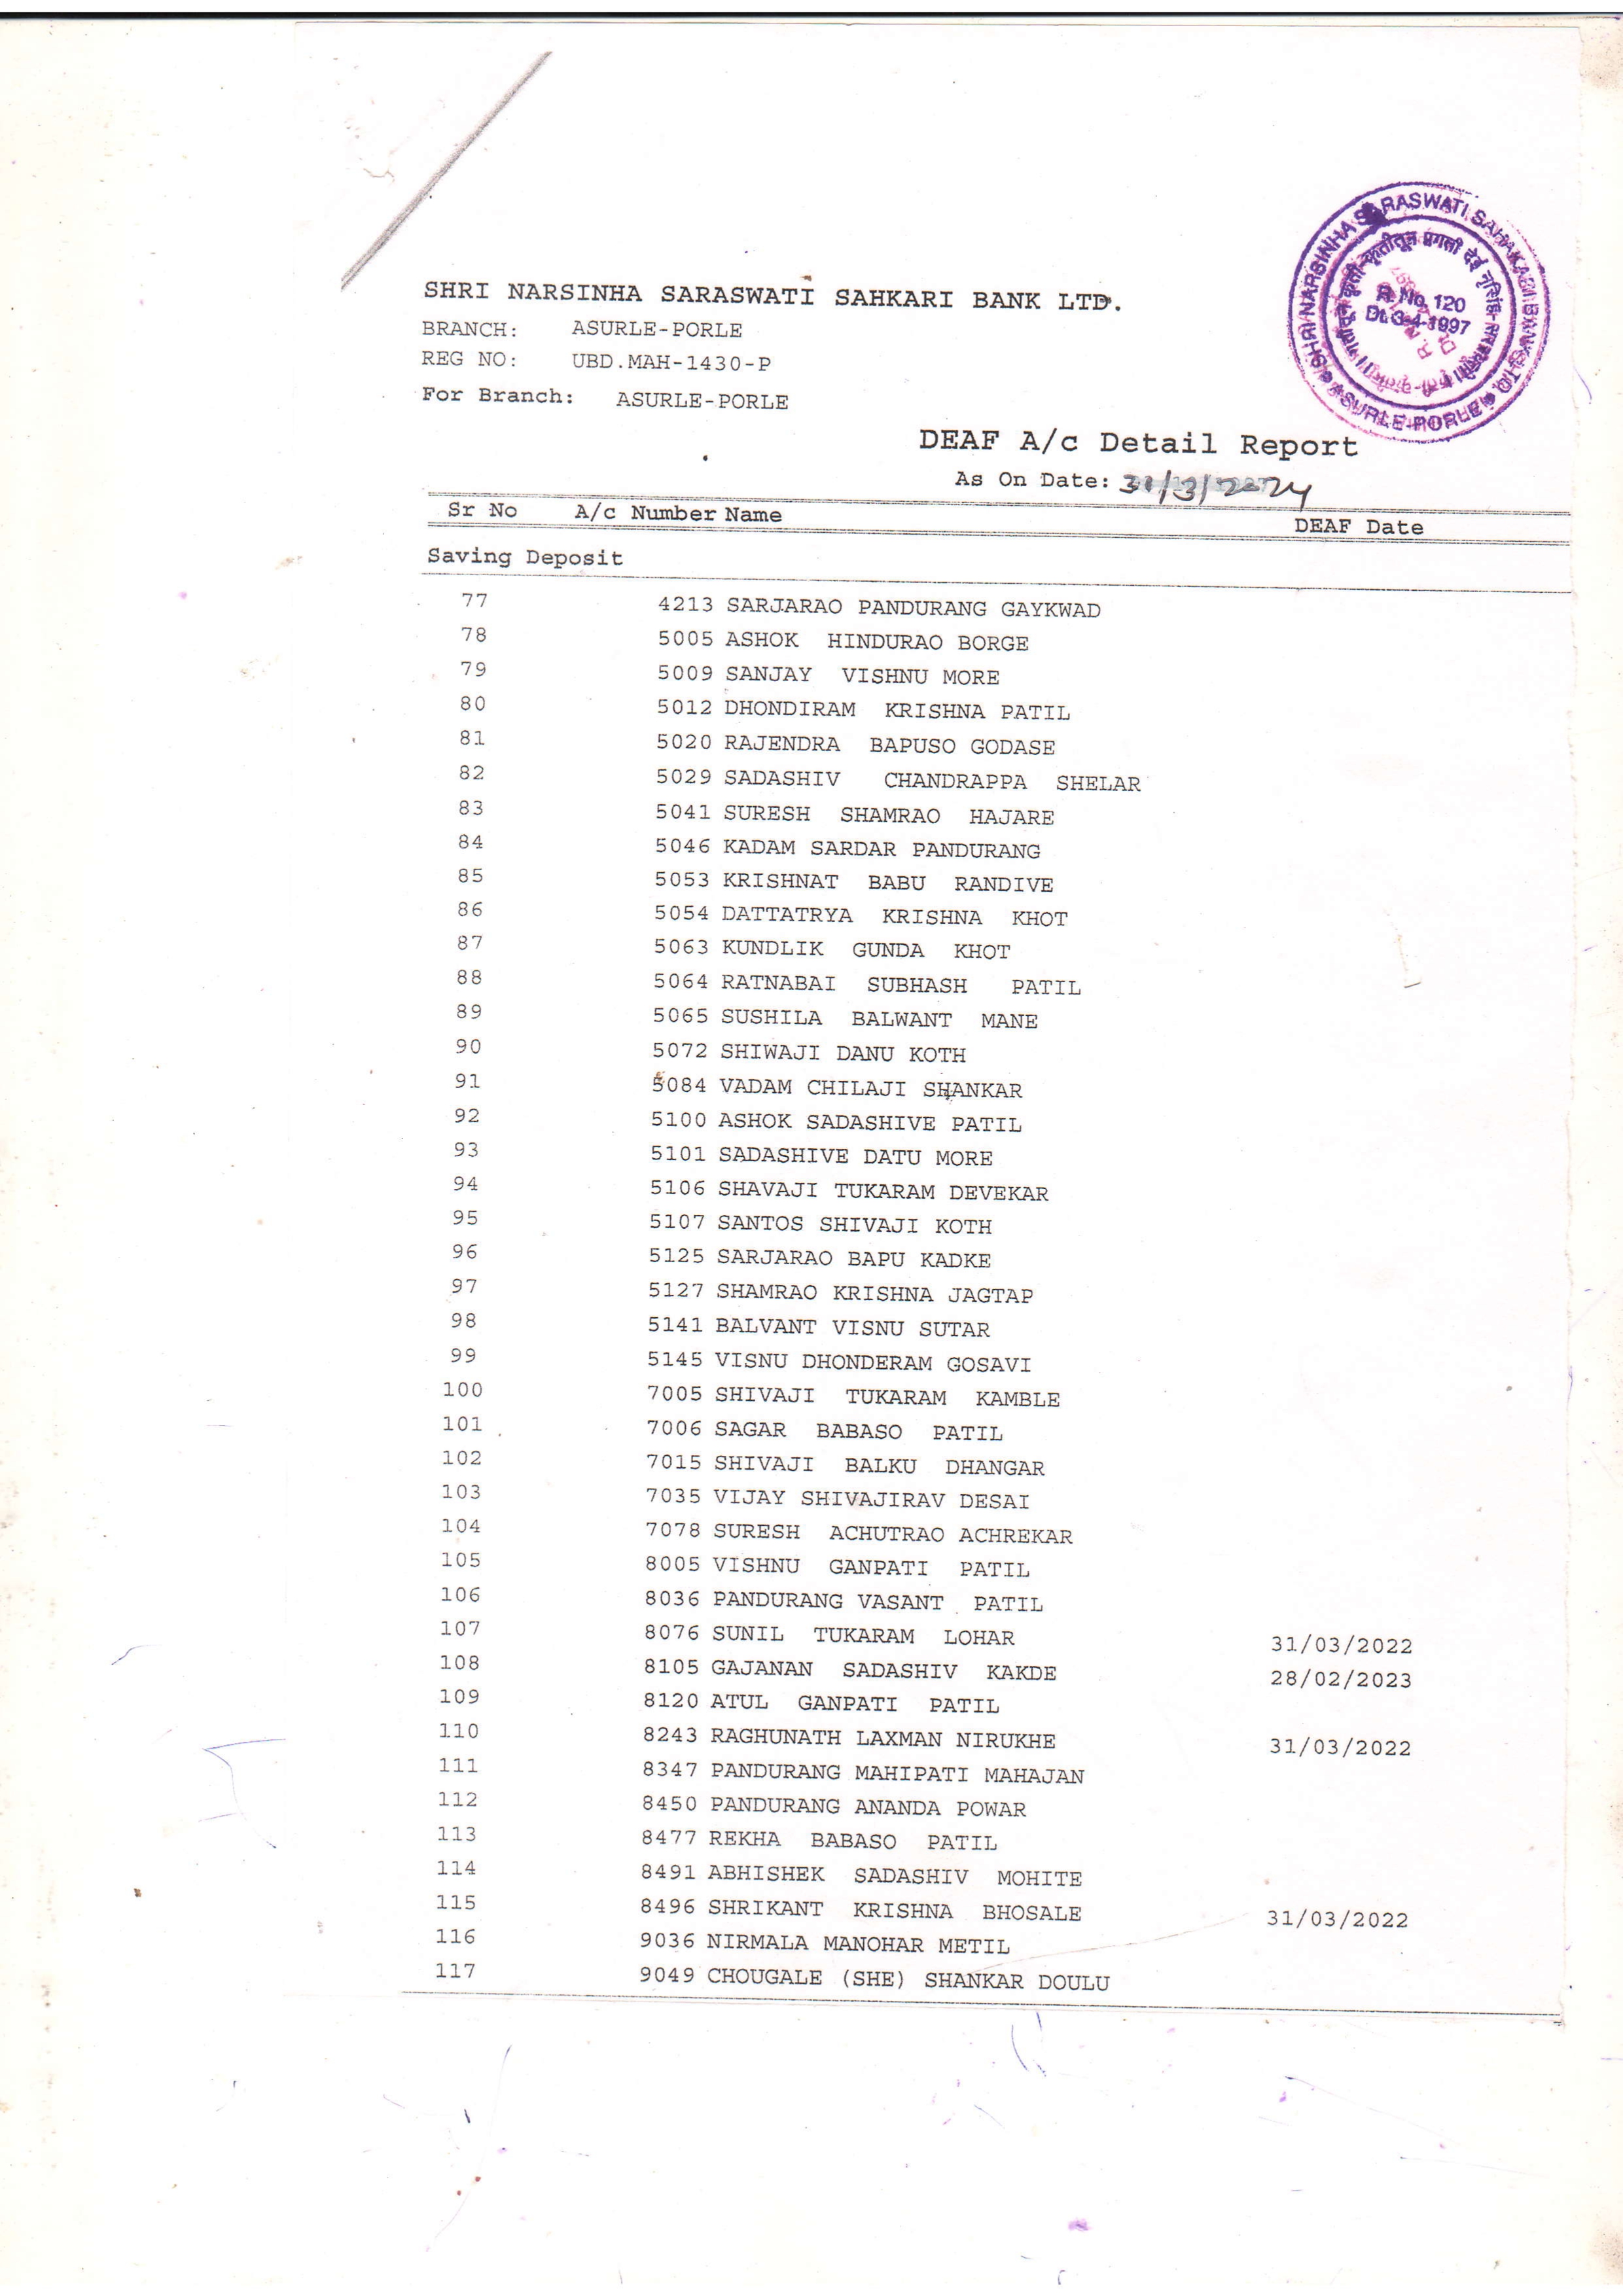 SHRI NARSINHA SARASWATI SAHAKARI BANK LTD.
ASURLE-PORLE
R. No. 120
Dt. 3-4-1997
SHRI NARSINHA SARASWATI SAHKARI BANK LTD.
BRANCH: ASURLE-PORLE
REG NO: UBD.MAH-1430-P
For Branch: ASURLE-PORLE
DEAF A/c Detail Report
As On Date: 31/3/2024
Sr No A/c Number Name DEAF Date
Saving Deposit
77 4213 SARJARAO PANDURANG GAYKWAD
78 5005 ASHOK HINDURAO BORGE
79 5009 SANJAY VISHNU MORE
80 5012 DHONDIRAM KRISHNA PATIL
81 5020 RAJENDRA BAPUSO GODASE
82 5029 SADASHIV CHANDRAPPA SHELAR
83 5041 SURESH SHAMRAO HAJARE
84 5046 KADAM SARDAR PANDURANG
85 5053 KRISHNAT BABU RANDIVE
86 5054 DATTATRYA KRISHNA KHOT
87 5063 KUNDLIK GUNDA KHOT
88 5064 RATNABAI SUBHASH PATIL
89 5065 SUSHILA BALWANT MANE
90 5072 SHIWAJI DANU KOTH
91 5084 VADAM CHILAJI SHANKAR
92 5100 ASHOK SADASHIVE PATIL
93 5101 SADASHIVE DATU MORE
94 5106 SHAVAJI TUKARAM DEVEKAR
95 5107 SANTOS SHIVAJI KOTH
96 5125 SARJARAO BAPU KADKE
97 5127 SHAMRAO KRISHNA JAGTAP
98 5141 BALVANT VISNU SUTAR
99 5145 VISNU DHONDERAM GOSAVI
100 7005 SHIVAJI TUKARAM KAMBLE
101 7006 SAGAR BABASO PATIL
102 7015 SHIVAJI BALKU DHANGAR
103 7035 VIJAY SHIVAJIRAV DESAI
104 7078 SURESH ACHUTRAO ACHREKAR
105 8005 VISHNU GANPATI PATIL
106 8036 PANDURANG VASANT PATIL
107 8076 SUNIL TUKARAM LOHAR 31/03/2022
108 8105 GAJANAN SADASHIV KAKDE 28/02/2023
109 8120 ATUL GANPATI PATIL
110 8243 RAGHUNATH LAXMAN NIRUKHE 31/03/2022
111 8347 PANDURANG MAHIPATI MAHAJAN
112 8450 PANDURANG ANANDA POWAR
113 8477 REKHA BABASO PATIL
114 8491 ABHISHEK SADASHIV MOHITE
115 8496 SHRIKANT KRISHNA BHOSALE 31/03/2022
116 9036 NIRMALA MANOHAR METIL
117 9049 CHOUGALE (SHE) SHANKAR DOULU